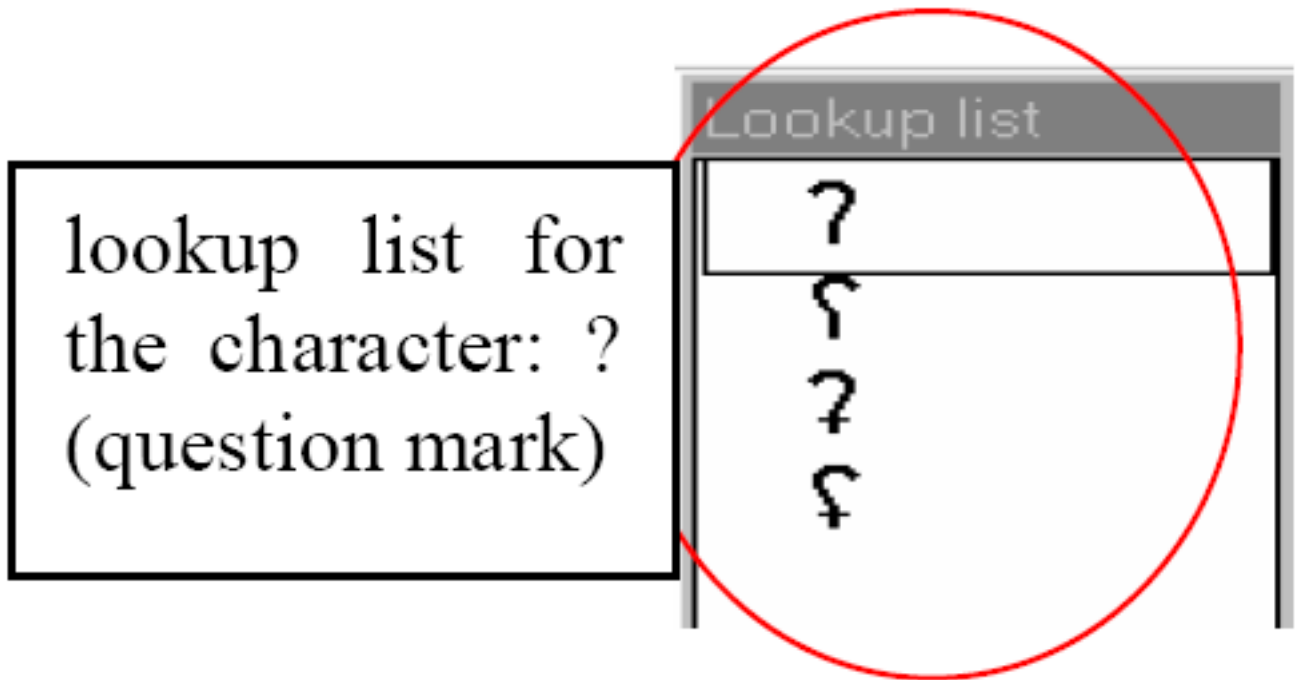 lookup list for
the character: ?
(question mark)
Lookup list
ʔ
ʕ
ʡ
ʢ